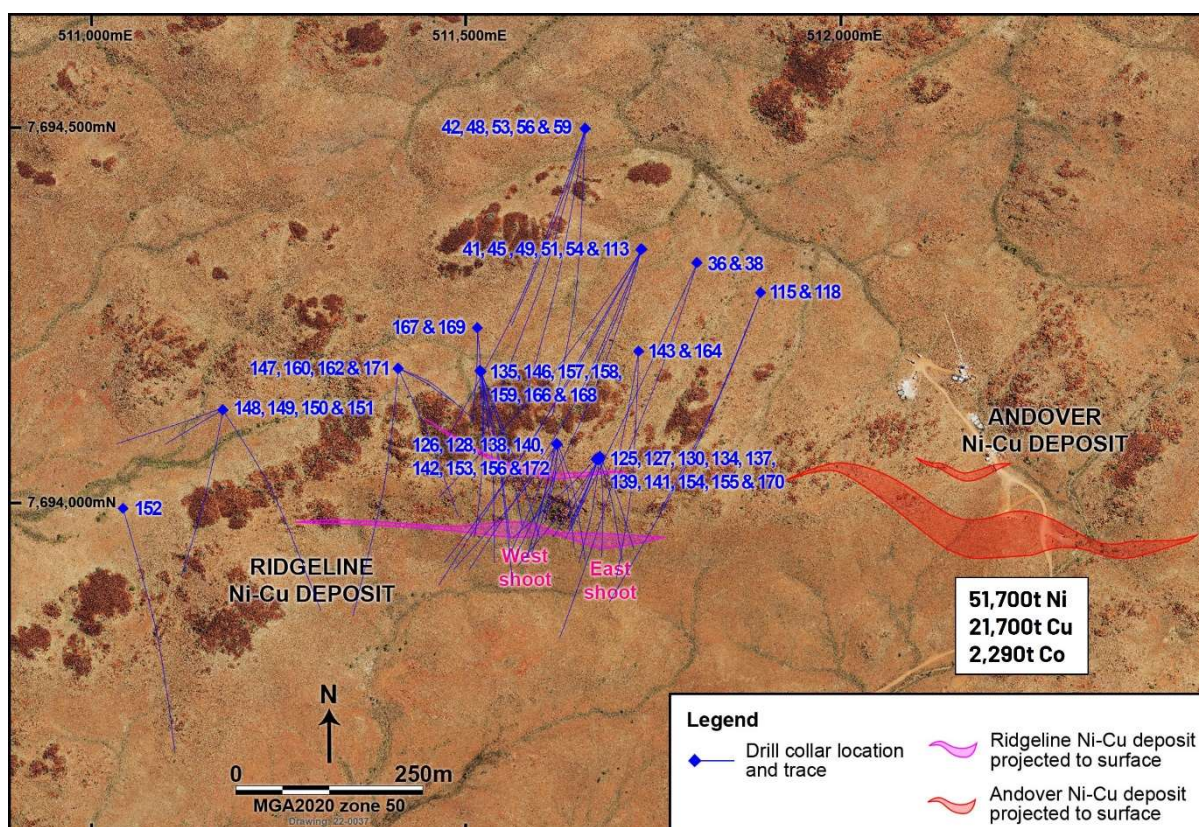 511,000mE
511,500mE
512,000mE
7,694,500mN
42, 48, 53, 56 & 59
41, 45, 49, 51, 54 & 113
36 & 38
115 & 118
167 & 169
143 & 164
147, 160, 162 & 171
135, 146, 157, 158,
159, 166 & 168
148, 149, 150 & 151
ANDOVER
Ni-Cu DEPOSIT
126, 128, 138, 140,
142, 153, 156 & 172
125, 127, 130, 134, 137,
139, 141, 154, 155 & 170
7,694,000mN
152
RIDGELINE
Ni-Cu DEPOSIT
West
shoot
East
shoot
51,700t Ni
21,700t Cu
2,290t Co
N
0
250m
MGA2020 zone 50
Drawing: 22-0037
Legend
Drill collar location
and trace
Ridgeline Ni-Cu deposit
projected to surface
Andover Ni-Cu deposit
projected to surface